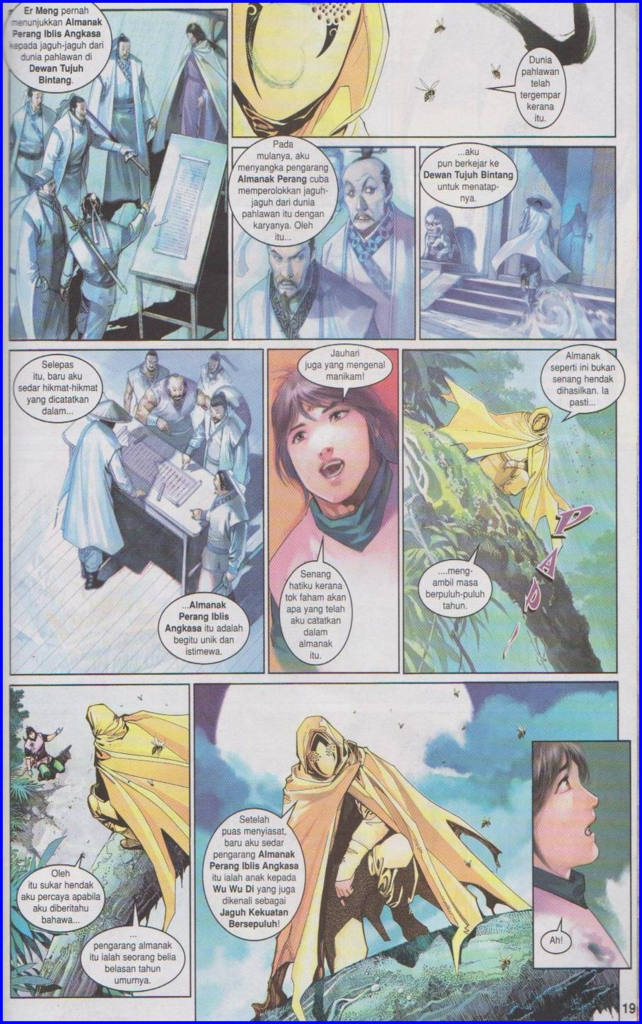 Er Meng pernah
menunjukkan Almanak
Perang Iblis Angkasa
kepada jaguh-jaguh dari
dunia pahlawan di
Dewan Tujuh
Bintang.
Dunia
pahlawan
telah
tergempar
kerana
itu.
Pada
mulanya, aku
menyangka pengarang
Almanak Perang cuba
memperolokkan jaguh-
jaguh dari dunia
pahlawan itu dengan
karyanya. Oleh
itu...
...aku
pun berkejar ke
Dewan Tujuh Bintang
untuk menatap-
nya.
Selepas
itu, baru aku
sedar hikmat-hikmat
yang dicatatkan
dalam...
...Almanak
Perang Iblis
Angkasa itu adalah
begitu unik dan
istimewa.
Jauhari
juga yang mengenal
manikam!
Senang
hatiku kerana
tok faham akan
apa yang telah
aku catatkan
dalam
almanak
itu.
Almanak
seperti ini bukan
senang hendak
dihasilkan. Ia
pasti...
....meng-
ambil masa
berpuluh-puluh
tahun.
PAP!
Oleh
itu sukar hendak
aku percaya apabila
aku diberitahu
bahawa...
...
pengarang almanak
itu ialah seorang belia
belasan tahun
umurnya.
Setelah
puas menyiasat,
baru aku sedar
pengarang Almanak
Perang Iblis Angkasa
itu ialah anak kepada
Wu Wu Di yang juga
dikenali sebagai
Jaguh Kekuatan
Bersepuluh!
Ah!
19